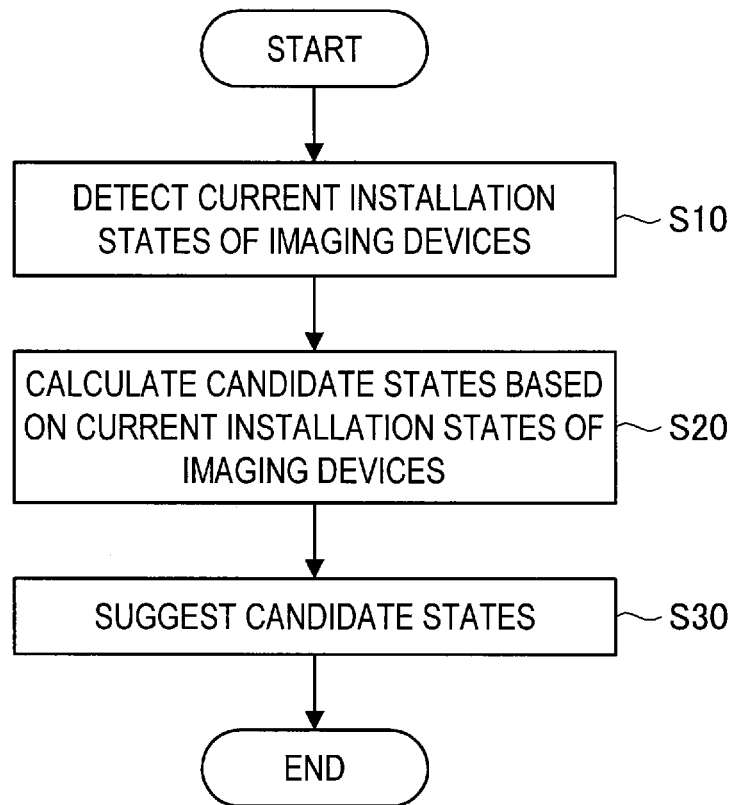 START
DETECT CURRENT INSTALLATION
STATES OF IMAGING DEVICES
S10
CALCULATE CANDIDATE STATES BASED
ON CURRENT INSTALLATION STATES OF
IMAGING DEVICES
S20
SUGGEST CANDIDATE STATES
S30
END